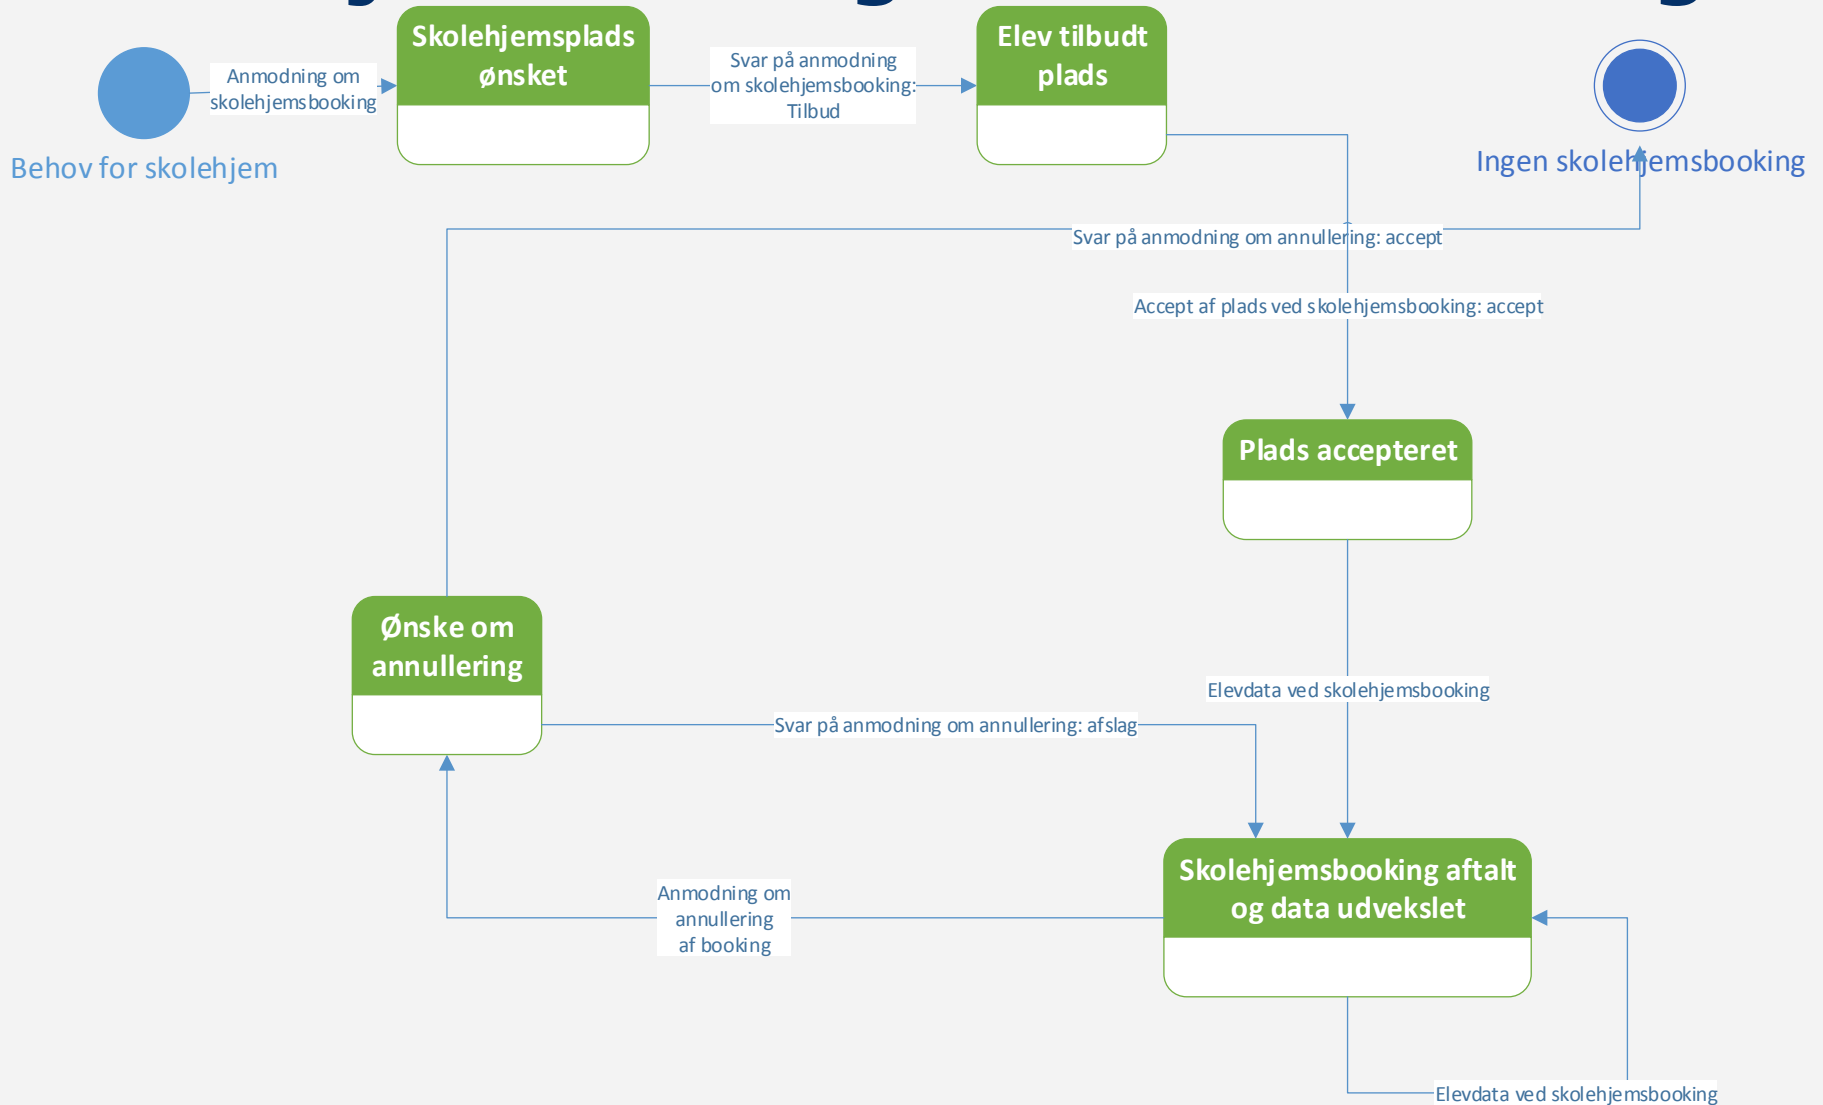 Skolehjemsplads
ønsket
Elev tilbudt
plads
Anmodning om
skolehjemsbooking
Svar på anmodning
om skolehjemsbooking:
Tilbud
Behov for skolehjem
Ingen skolehjemsbooking
Svar på anmodning om annullering: accept
Accept af plads ved skolehjemsbooking: accept
Plads accepteret
Ønske om
annullering
Elevdata ved skolehjemsbooking
Svar på anmodning om annullering: afslag
Skolehjemsbooking aftalt
og data udvekslet
Anmodning om
annullering
af booking
Elevdata ved skolehjemsbooking